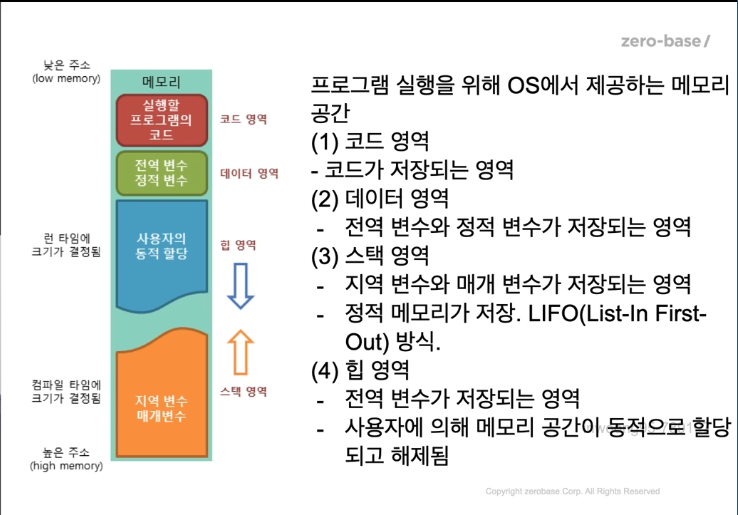 zero-base/
낮은 주소
(low memory)
메모리
실행할
프로그램의
코드
코드 영역
전역 변수
정적 변수
데이터 영역
런 타임에
크기가 결정됨
사용자의
동적 할당
힙 영역
컴파일 타임에
크기가 결정됨
지역 변수
매개변수
스택 영역
높은 주소
(high memory)
프로그램 실행을 위해 OS에서 제공하는 메모리
공간
(1) 코드 영역
- 코드가 저장되는 영역
(2) 데이터 영역
- 전역 변수와 정적 변수가 저장되는 영역
(3) 스택 영역
- 지역 변수와 매개 변수가 저장되는 영역
- 정적 메모리가 저장. LIFO(List-In First-
Out) 방식.
(4) 힙 영역
- 전역 변수가 저장되는 영역
- 사용자에 의해 메모리 공간이 동적으로 할당
되고 해제됨
Copyright zerobase Corp. All Rights Reserved